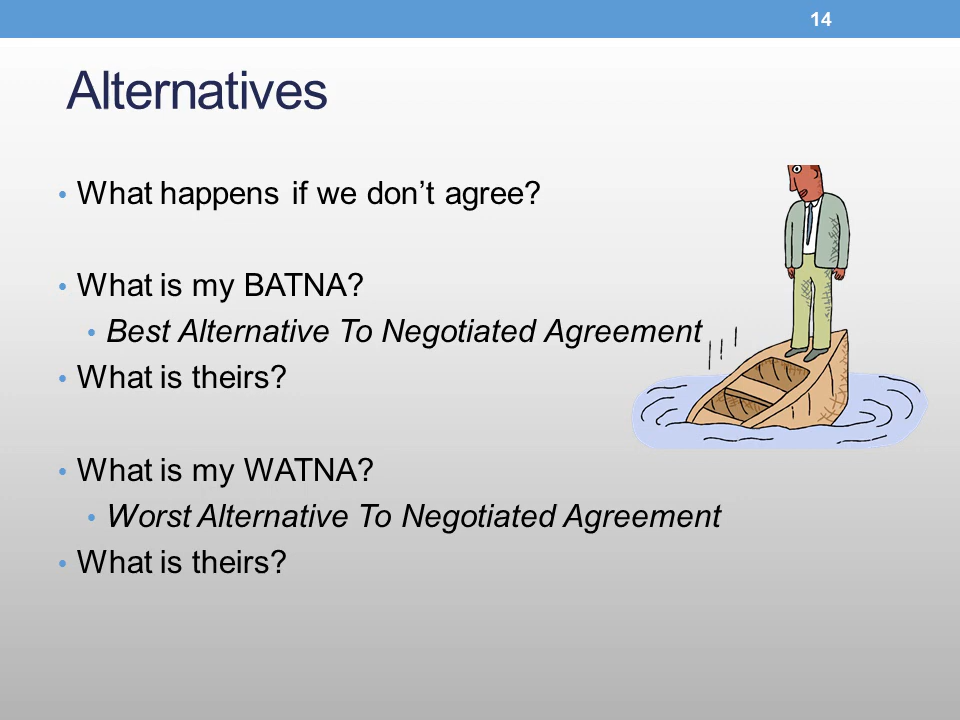 14
Alternatives
• What happens if we don’t agree?
• What is my BATNA?
• Best Alternative To Negotiated Agreement
• What is theirs?
• What is my WATNA?
• Worst Alternative To Negotiated Agreement
• What is theirs?